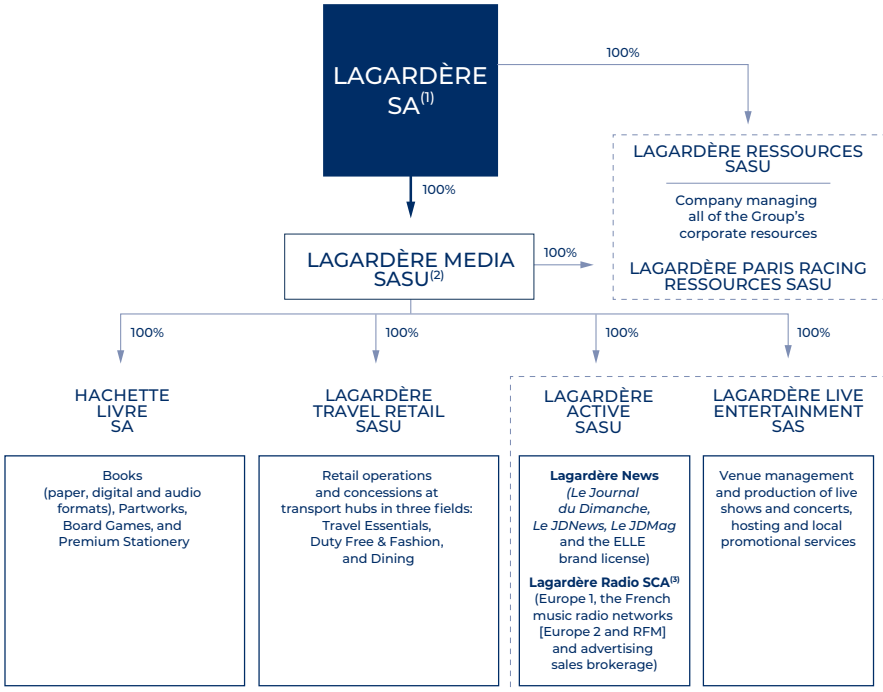 LAGARDÈRE
SA(1)
100%
100%
LAGARDÈRE RESSOURCES
SASU
Company managing
all of the Group's
corporate resources
LAGARDÈRE PARIS RACING
RESSOURCES SASU
LAGARDÈRE MEDIA
SASU(2)
100%
100%
100%
100%
100%
HACHETTE
LIVRE
SA
Books
(paper, digital and audio
formats), Partworks,
Board Games, and
Premium Stationery
LAGARDÈRE
TRAVEL RETAIL
SASU
Retail operations
and concessions at
transport hubs in three fields:
Travel Essentials,
Duty Free & Fashion,
and Dining
LAGARDÈRE
ACTIVE
SASU
Lagardère News
(Le Journal
du Dimanche,
Le JDNews, Le JDMag
and the ELLE
brand license)
Lagardère Radio SCA(3)
(Europe 1, the French
music radio networks
[Europe 2 and RFM]
and advertising
sales brokerage)
LAGARDÈRE LIVE
ENTERTAINMENT
SAS
Venue management
and production of live
shows and concerts,
hosting and local
promotional services